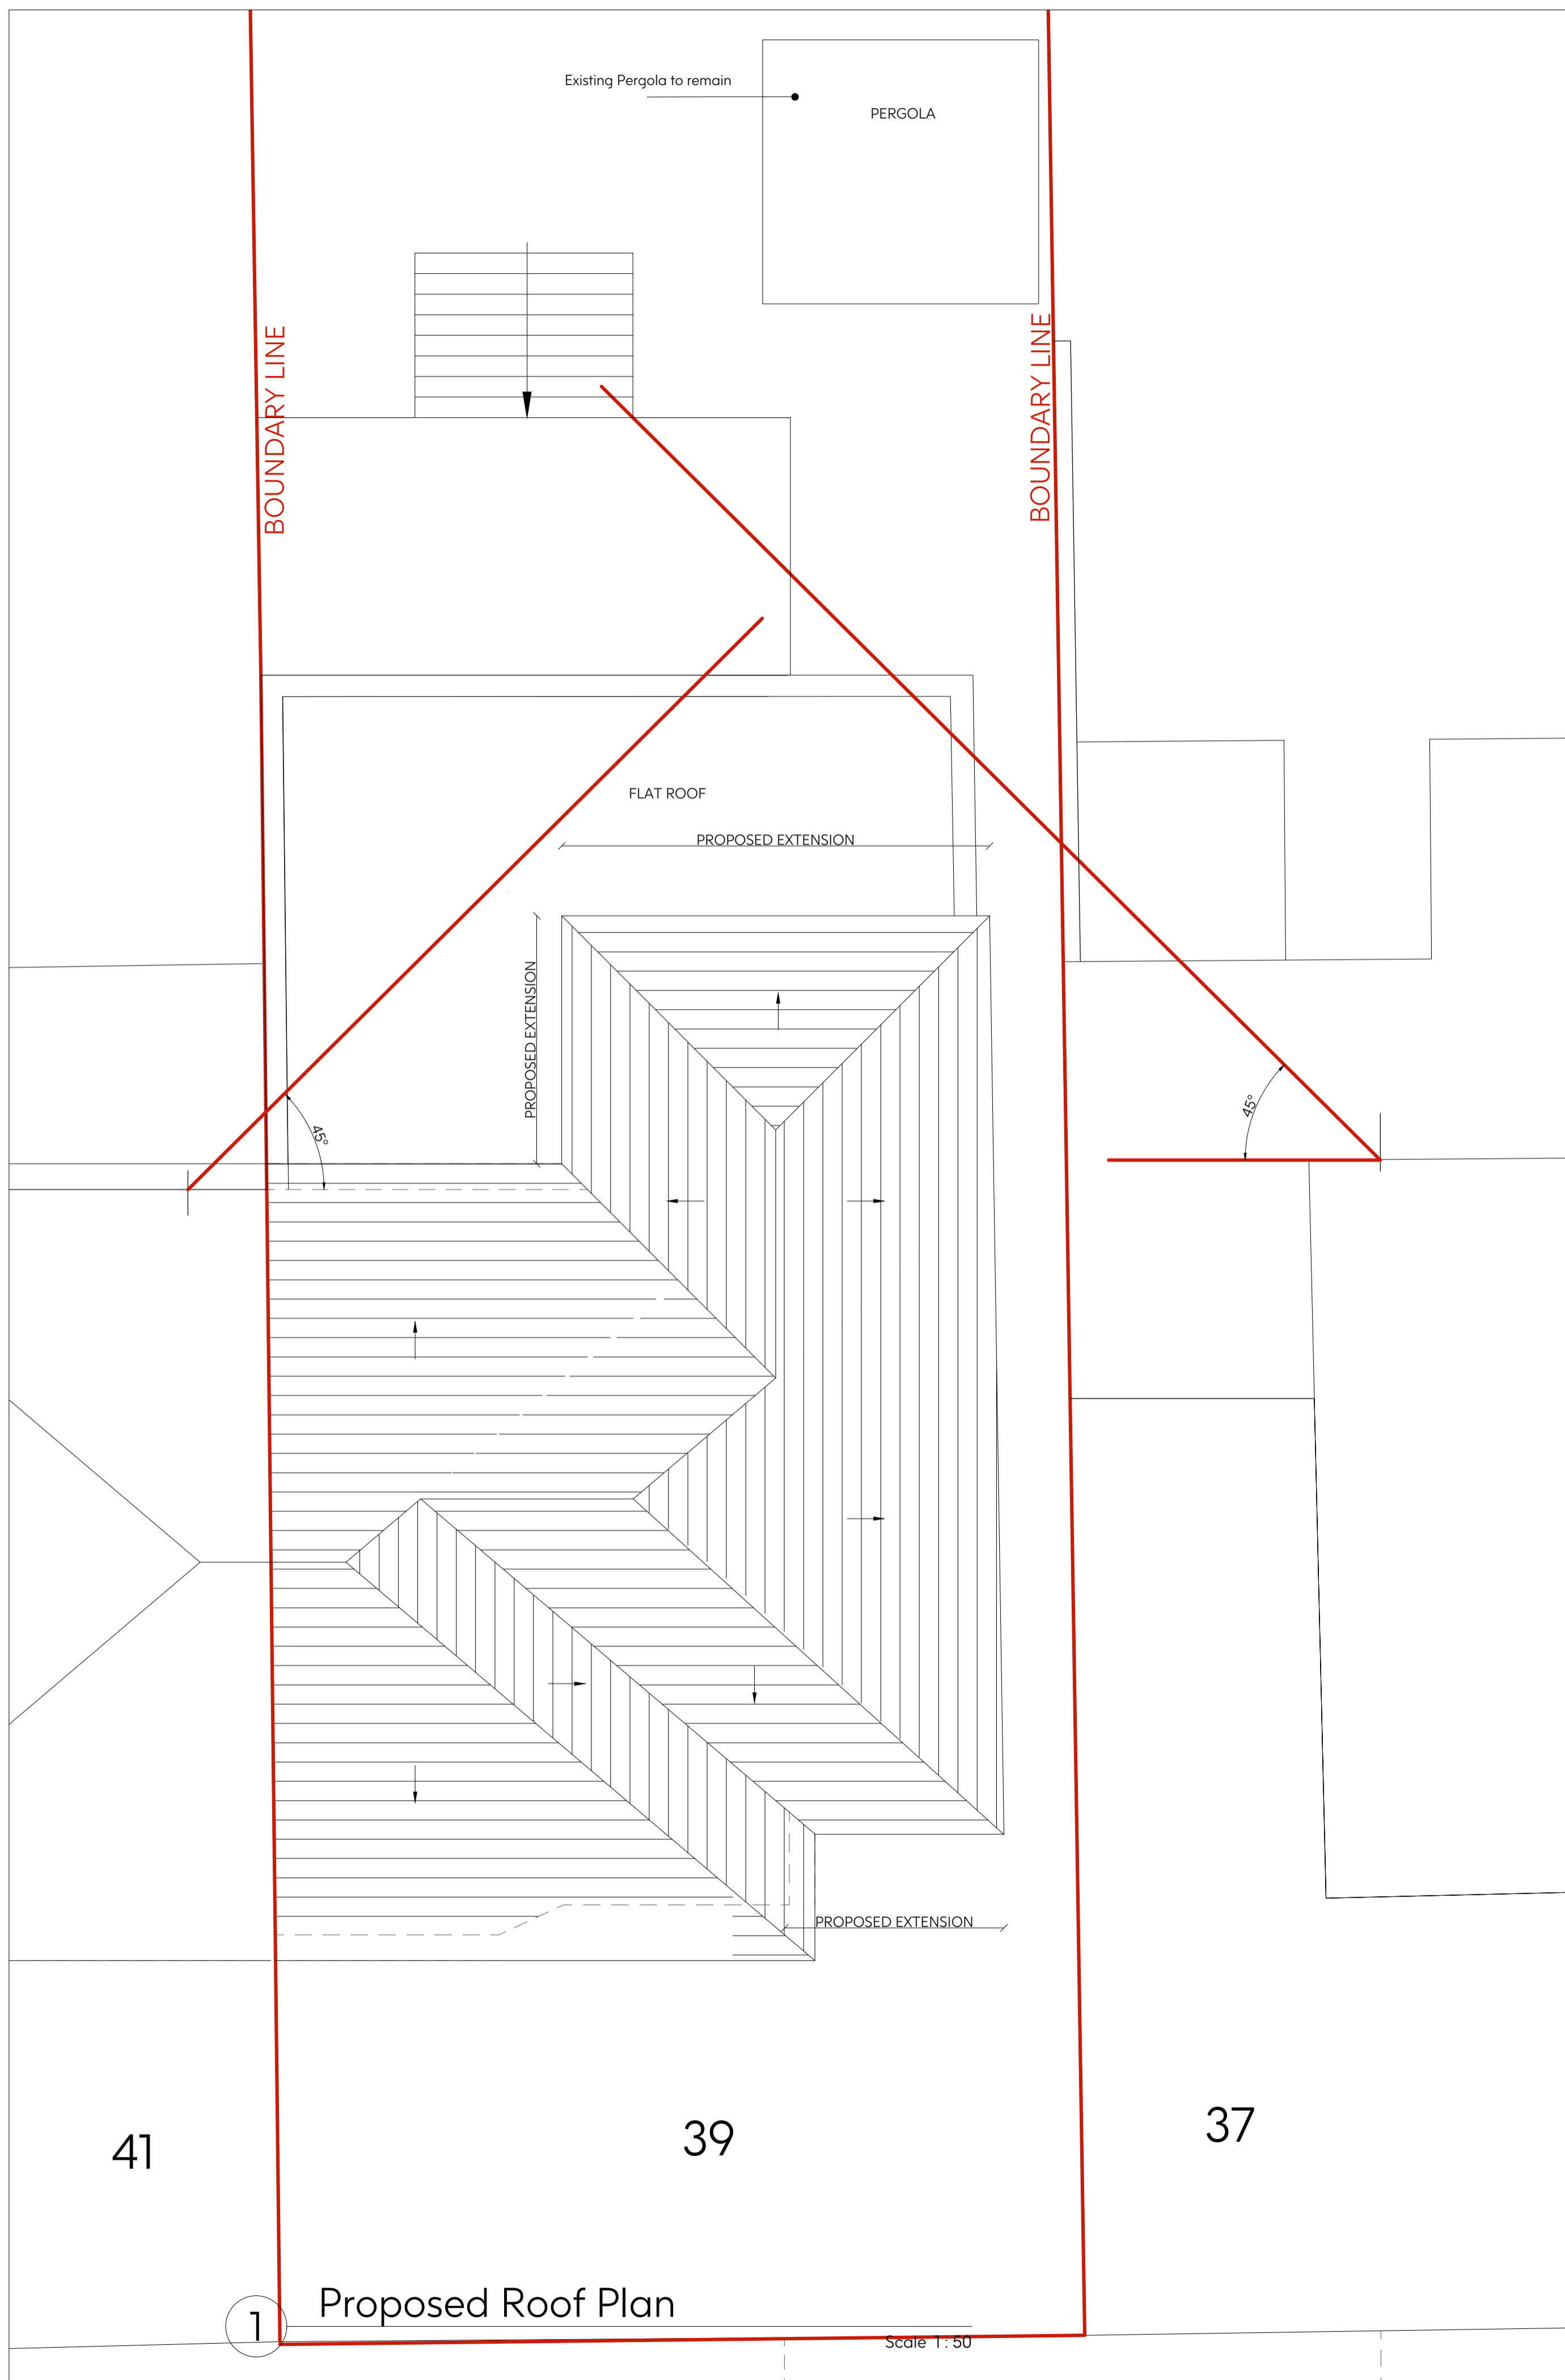 Existing Pergola to remain
PERGOLA
BOUNDARY LINE
BOUNDARY LINE
FLAT ROOF
PROPOSED EXTENSION
PROPOSED EXTENSION
45°
45°
PROPOSED EXTENSION
41
39
37
1
Proposed Roof Plan
Scale 1 : 50